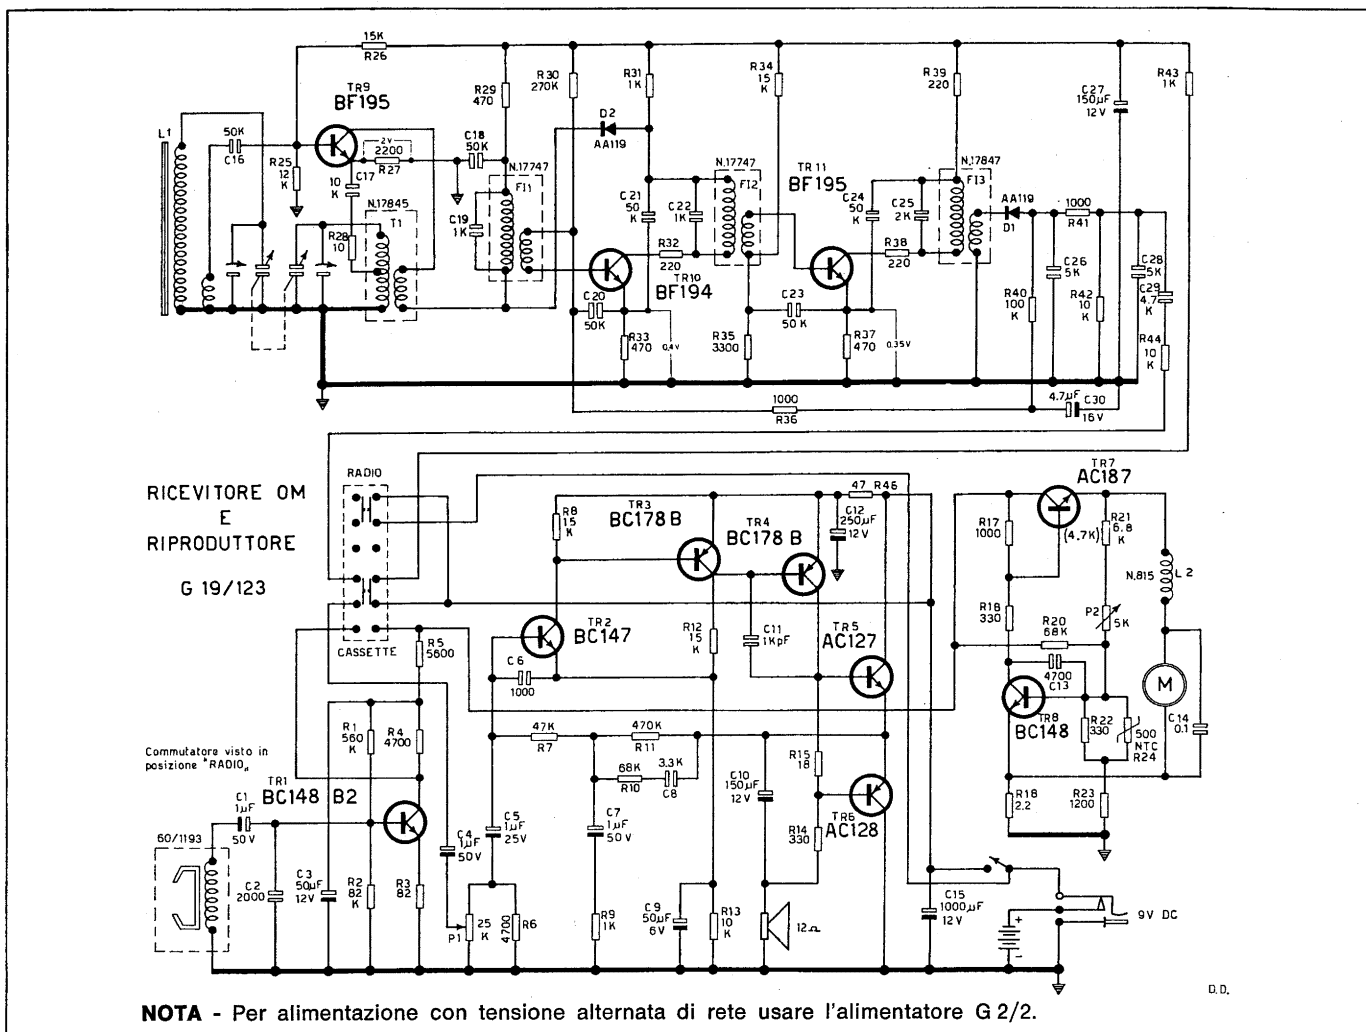 15K
R26
TR9
BF195
L1
50K
C16
R25
12
K
10
K
C17
2V
2200
R27
C18
50K
R29
470
R30
270K
R31
1K
D2
AA119
R34
15
K
R39
220
C27
150µF
12V
R43
1K
N.17845
T1
R28
10
C19
1K
N.17747
FI1
C21
50
K
C22
1K
N.17747
FI2
TR11
BF195
C24
50
K
C25
2K
N.17847
FI3
AA119
D1
1000
R41
R32
220
TR10
BF194
R38
220
C20
50K
R33
470
0,4V
R35
3300
C23
50K
R37
470
0,35V
R40
100
K
C26
5K
R42
10
K
C28
5K
C29
4.7
K
R44
10
K
1000
R36
4.7µF
C30
16V
RICEVITORE OM
E
RIPRODUTTORE
G 19/123
RADIO
CASSETTE
R8
15
K
TR3
BC178 B
TR4
BC178 B
47 R46
C12
250µF
12V
TR7
AC187
R17
1000
(4.7K)
R21
6.8
K
N.815
L2
TR2
BC147
R12
15
K
C11
1KpF
TR5
AC127
R18
330
R20
68K
P2
5K
4700
C13
M
R5
5600
C6
1000
TR8
BC148
R22
330
500
NTC
R24
C14
0.1
R1
560
K
R4
4700
47K
R7
470K
R11
68K
R10
3.3K
C8
C10
150µF
12V
R15
18
Commutatore visto in
posizione "RADIO„
TR1
BC148 B2
C1
1µF
50V
C4
1µF
50V
C5
1µF
25V
C7
1µF
50V
R14
330
TR6
AC128
R18
2.2
R23
1200
60/1193
C2
2000
C3
50µF
12V
R2
82
K
R3
82
P1
25
K
4700
R6
R9
1K
C9
50µF
6V
R13
10
K
12Ω
C15
1000µF
12V
+
−
9V DC
D.D.
NOTA - Per alimentazione con tensione alternata di rete usare l'alimentatore G 2/2.